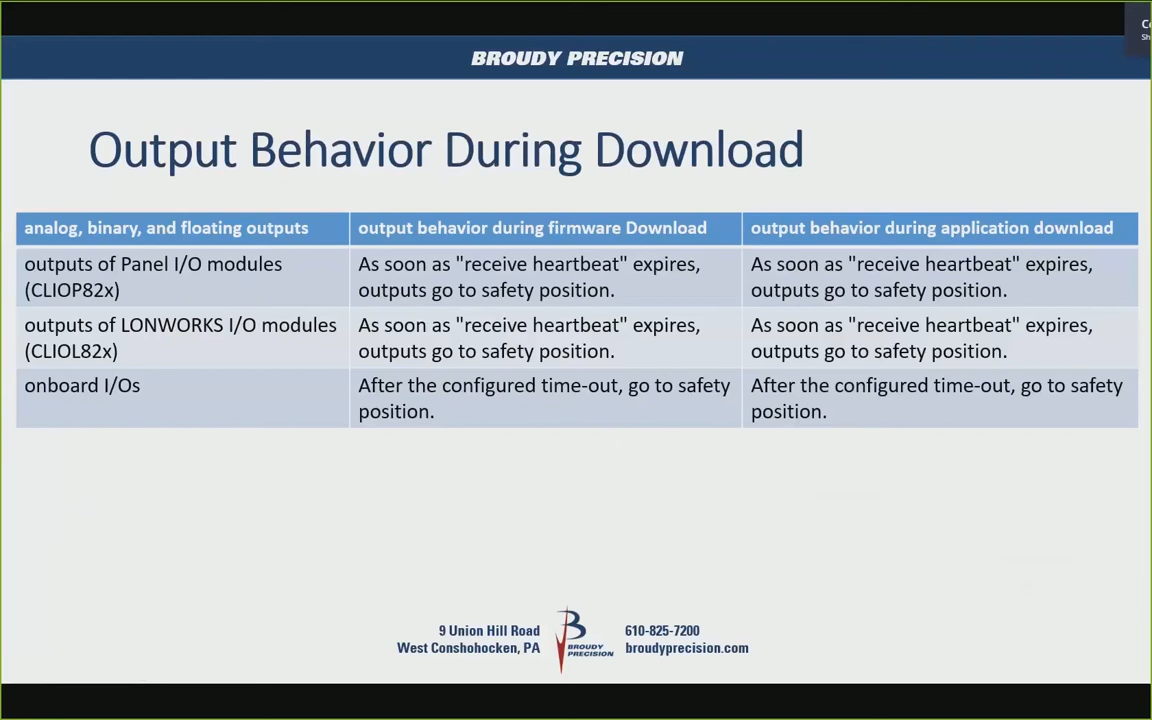 Sh
BROUDY PRECISION
Output Behavior During Download
analog, binary, and floating outputs
output behavior during firmware Download
output behavior during application download
outputs of Panel I/O modules
(CLIOP82x)
As soon as "receive heartbeat" expires,
outputs go to safety position.
As soon as "receive heartbeat" expires,
outputs go to safety position.
outputs of LONWORKS I/O modules
(CLIOL82x)
As soon as "receive heartbeat" expires,
outputs go to safety position.
As soon as "receive heartbeat" expires,
outputs go to safety position.
onboard I/Os
After the configured time-out, go to safety
position.
After the configured time-out, go to safety
position.
9 Union Hill Road
West Conshohocken, PA
B
BROUDY
PRECISION
610-825-7200
broudyprecision.com